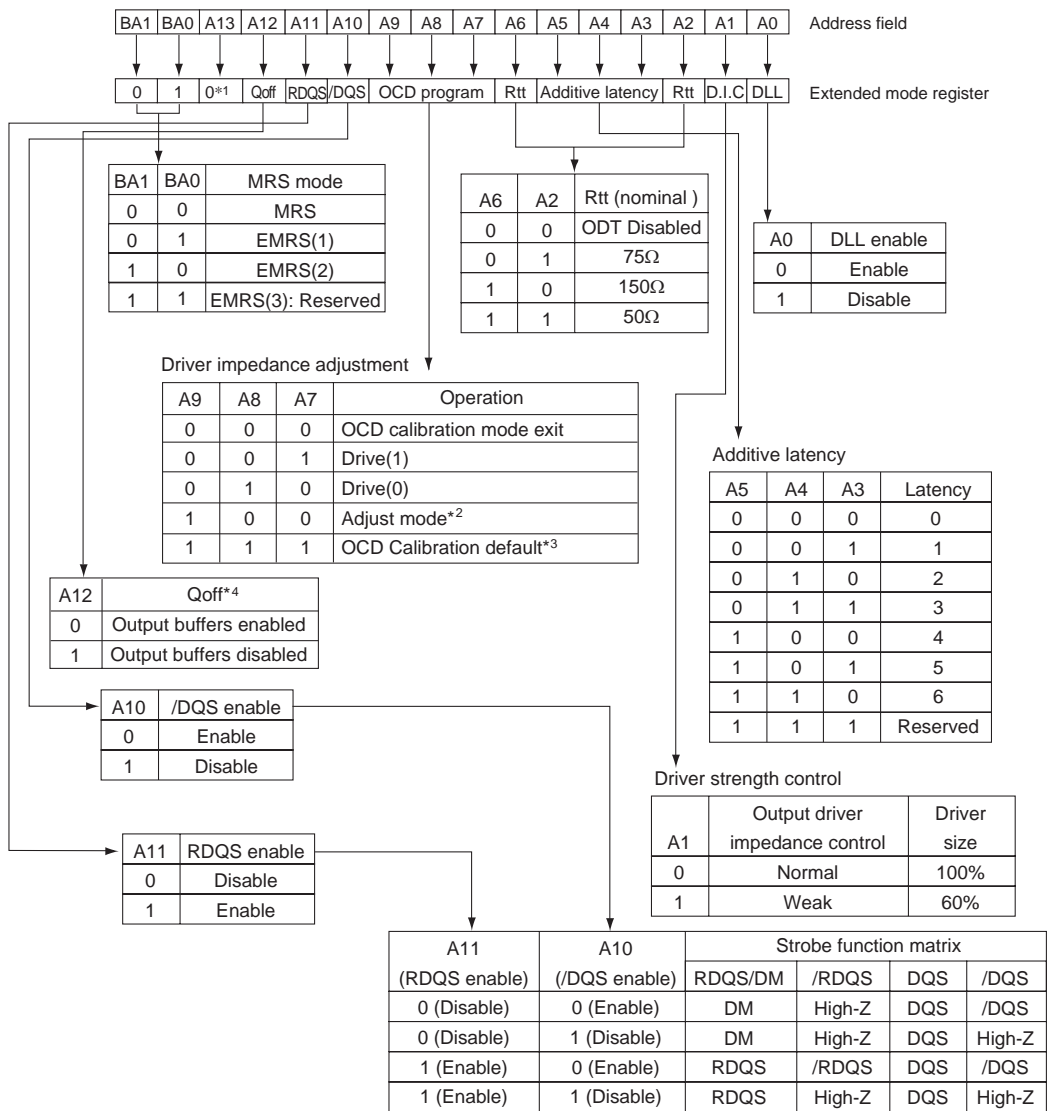 BA1 BA0 A13 A12 A11 A10 A9 A8 A7 A6 A5 A4 A3 A2 A1 A0 Address field
0 1 0*1 Qoff RDQS /DQS OCD program Rtt Additive latency Rtt D.I.C DLL Extended mode register
BA1 BA0 MRS mode
0 0 MRS
0 1 EMRS(1)
1 0 EMRS(2)
1 1 EMRS(3): Reserved
A6 A2 Rtt (nominal )
0 0 ODT Disabled
0 1 75Ω
1 0 150Ω
1 1 50Ω
A0 DLL enable
0 Enable
1 Disable
Driver impedance adjustment
A9 A8 A7 Operation
0 0 0 OCD calibration mode exit
0 0 1 Drive(1)
0 1 0 Drive(0)
1 0 0 Adjust mode*2
1 1 1 OCD Calibration default*3
Additive latency
A5 A4 A3 Latency
0 0 0 0
0 0 1 1
0 1 0 2
0 1 1 3
1 0 0 4
1 0 1 5
1 1 0 6
1 1 1 Reserved
A12 Qoff*4
0 Output buffers enabled
1 Output buffers disabled
A10 /DQS enable
0 Enable
1 Disable
Driver strength control
Output driver Driver
A1 impedance control size
0 Normal 100%
1 Weak 60%
A11 RDQS enable
0 Disable
1 Enable
A11 A10 Strobe function matrix
(RDQS enable) (/DQS enable) RDQS/DM /RDQS DQS /DQS
0 (Disable) 0 (Enable) DM High-Z DQS /DQS
0 (Disable) 1 (Disable) DM High-Z DQS High-Z
1 (Enable) 0 (Enable) RDQS /RDQS DQS /DQS
1 (Enable) 1 (Disable) RDQS High-Z DQS High-Z